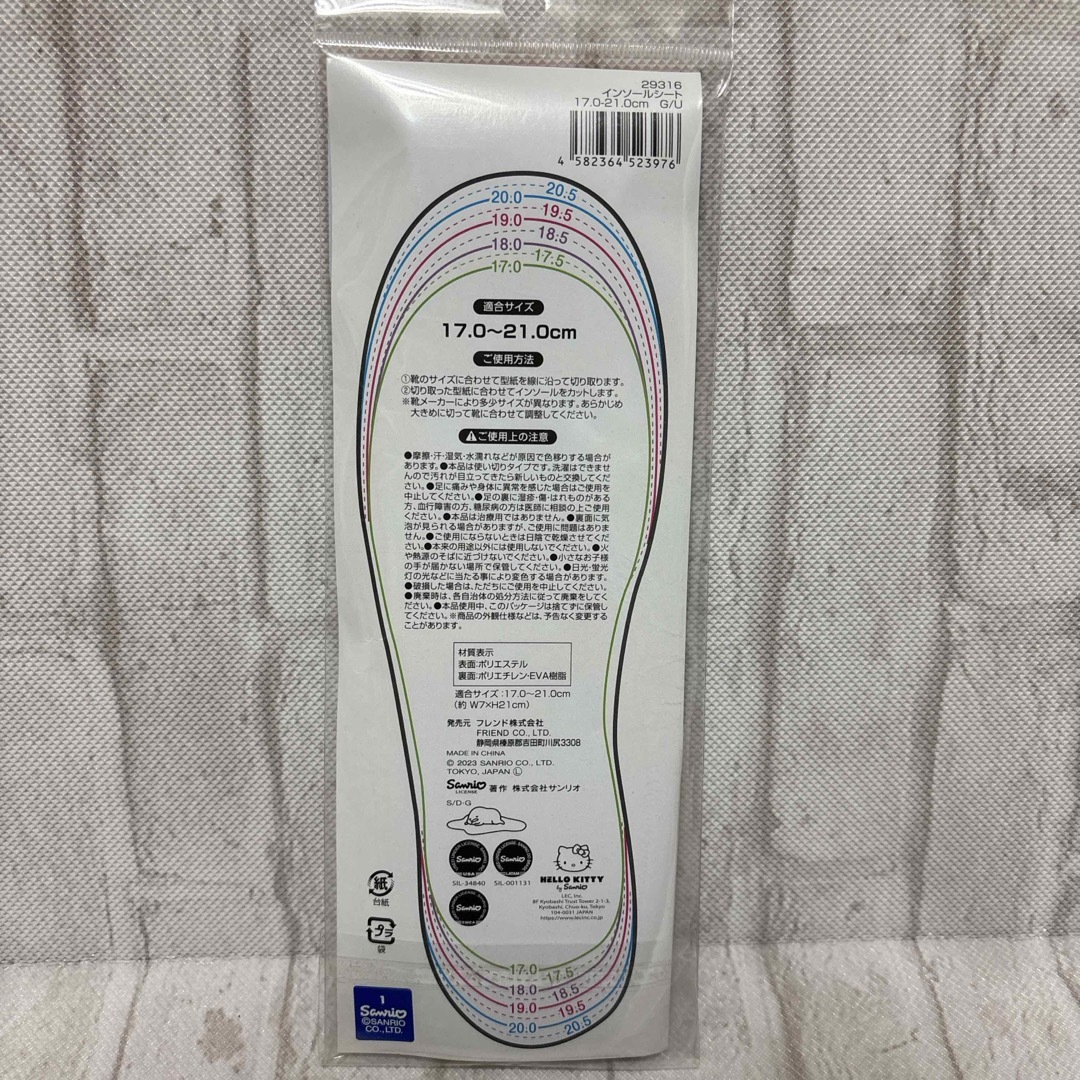 29316
インソールシート
17.0-21.0cm G/U
4 582364 523976
20.0 20.5
19.0 19.5
18.0 18.5
17.0 17.5
適合サイズ
17.0〜21.0cm
ご使用方法
①靴のサイズに合わせて型紙を線に沿って切り取ります。
②切り取った型紙に合わせてインソールをカットします。
※靴メーカーにより多少サイズが異なります。あらかじめ
大きめに切って靴に合わせて調整してください。
ご使用上の注意
●摩擦・汗・湿気・水濡れなどが原因で色移りする場合が
あります。●本品は使い切りタイプです。洗濯はできませ
んので汚れが目立ってきたら新しいものと交換してくだ
さい。●足に痛みや身体に異常を感じた場合はご使用を
中止してください。●足の裏に湿疹・傷・はれものがある
方、血行障害の方、糖尿病の方は医師に相談の上ご使用
ください。●本品は治療用ではありません。●裏面に気
泡が見られる場合がありますが、ご使用に問題はありま
せん。●ご使用にならないときは日陰で乾燥させてくだ
さい。●本来の用途以外には使用しないでください。●火
や熱源のそばに近づけないでください。●小さなお子様
の手が届かない場所で保管してください。●日光・蛍光
灯の光などに当たる事により変色する場合があります。
●破損した場合は、ただちにご使用を中止してください。
●廃棄時は、各自治体の処分方法に従って廃棄をしてく
ださい。●本品使用中、このパッケージは捨てずに保管し
てください。※商品の外観仕様などは、予告なく変更する
ことがあります。
材質表示
表面:ポリエステル
裏面:ポリエチレン・EVA樹脂
適合サイズ:17.0〜21.0cm
(約 W7×H21cm)
発売元 フレンド株式会社
FRIEND CO., LTD.
静岡県榛原郡吉田町川尻3308
MADE IN CHINA
© 2023 SANRIO CO., LTD.
TOKYO, JAPAN Ⓛ
Sanrio 著作 株式会社サンリオ
LICENSE
S/D·G
Sanrio
USA
SIL-34840
Sanrio
LATAM
SIL-001131
Sanrio
HELLO KITTY
by Sanrio
LEC, Inc.
8F Kyobashi Trust Tower 2-1-3,
Kyobashi, Chuo-ku, Tokyo
104-0031 JAPAN
https://www.lecinc.co.jp
紙
台紙
プラ
袋
17.0 17.5
18.0 18.5
19.0 19.5
20.0 20.5
1
Sanrio
©SANRIO
CO., LTD.